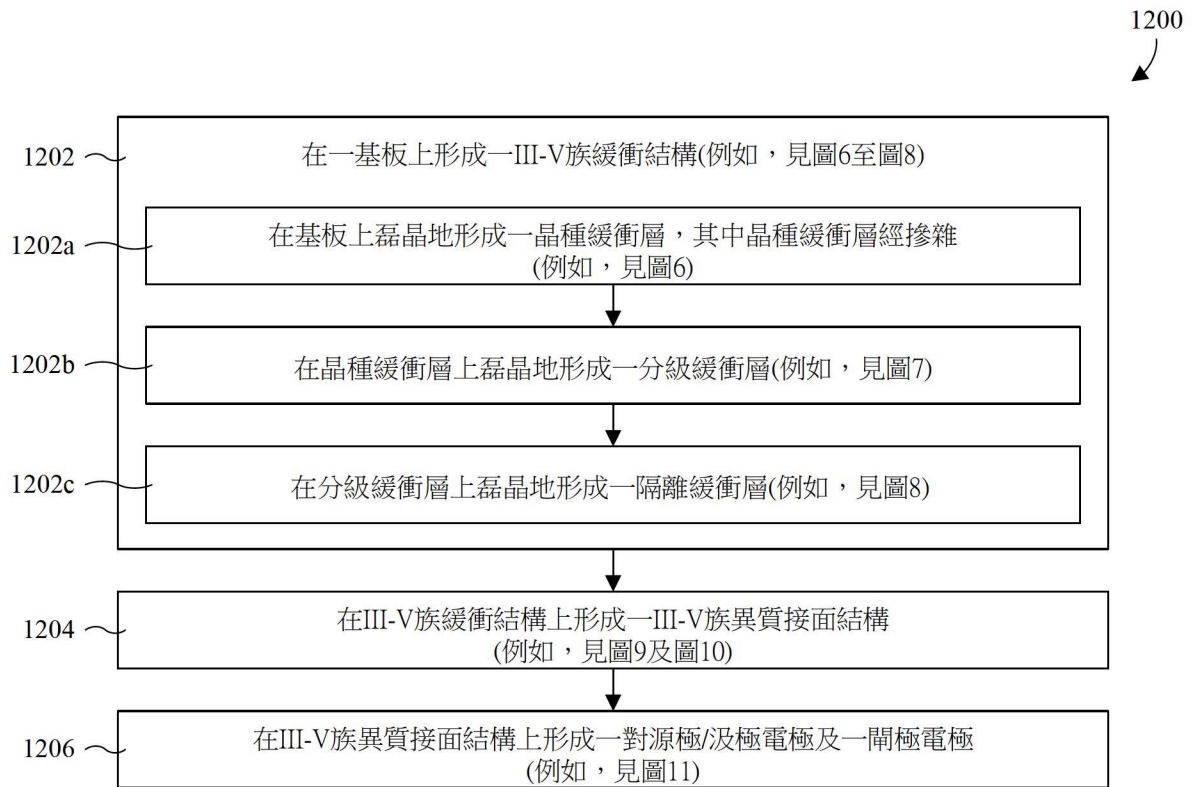 1200
1202
在一基板上形成一III-V族緩衝結構(例如，見圖6至圖8)
1202a
在基板上磊晶地形成一晶種緩衝層，其中晶種緩衝層經摻雜
(例如，見圖6)
1202b
在晶種緩衝層上磊晶地形成一分級緩衝層(例如，見圖7)
1202c
在分級緩衝層上磊晶地形成一隔離緩衝層(例如，見圖8)
1204
在III-V族緩衝結構上形成一III-V族異質接面結構
(例如，見圖9及圖10)
1206
在III-V族異質接面結構上形成一對源極/汲極電極及一閘極電極
(例如，見圖11)